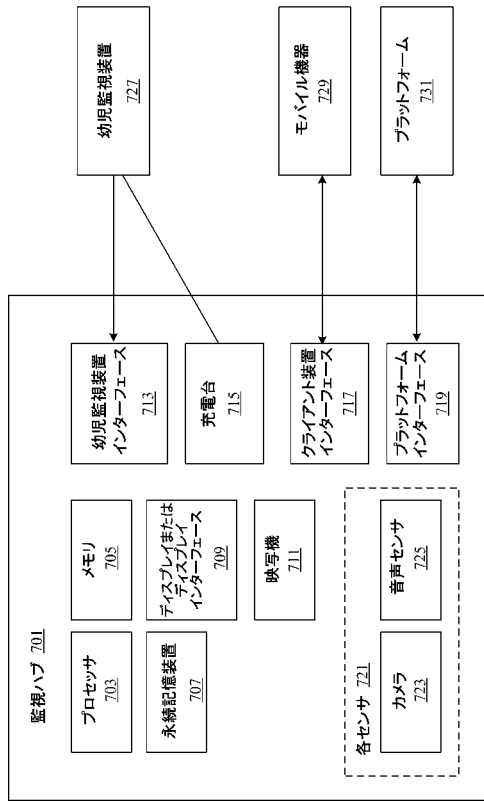 監視ハブ 701
プロセッサ
703
メモリ
705
幼児監視装置
インターフェース
713
幼児監視装置
727
永続記憶装置
707
ディスプレイまたは
ディスプレイ
インターフェース
709
充電台
715
映写機
711
クライアント装置
インターフェース
717
モバイル機器
729
各センサ 721
カメラ
723
音声センサ
725
プラットフォーム
インターフェース
719
プラットフォーム
731